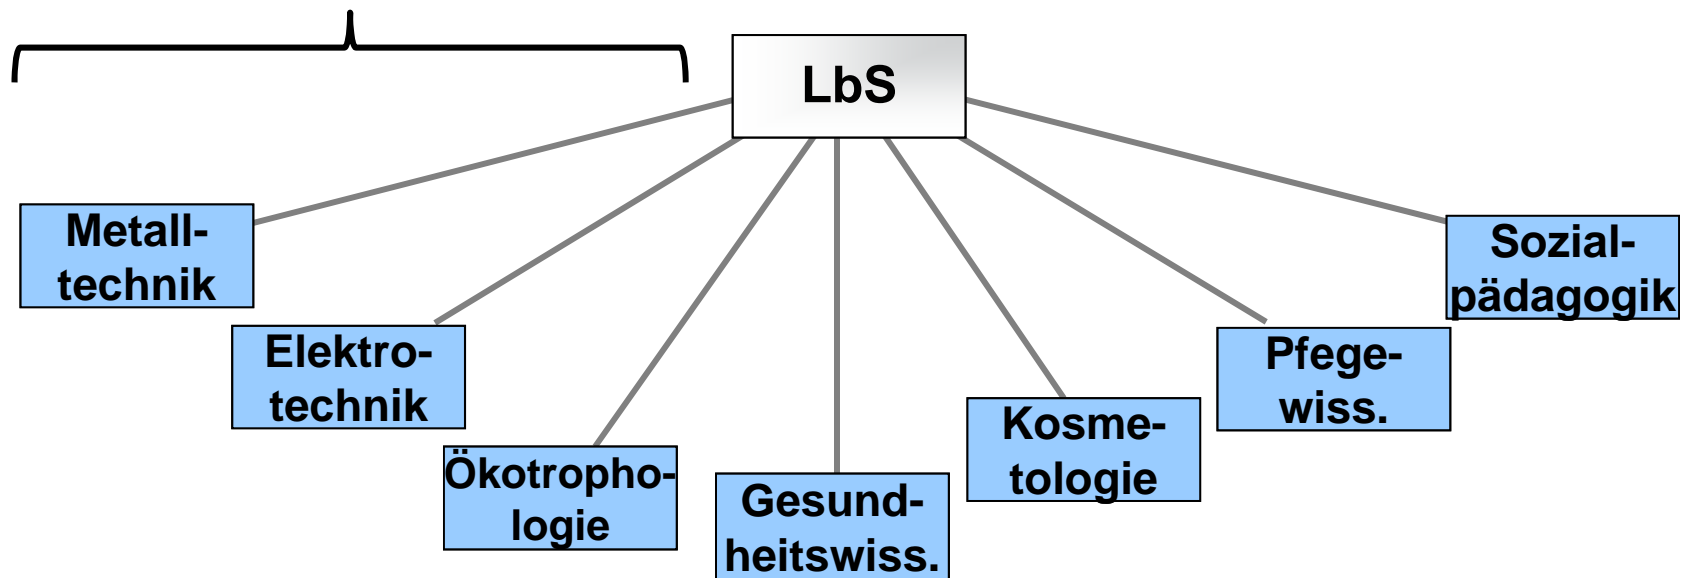 LbS
Metall-
technik
Elektro-
technik
Ökotropho-
logie
Gesund-
heitswiss.
Kosme-
tologie
Pfege-
wiss.
Sozial-
pädagogik